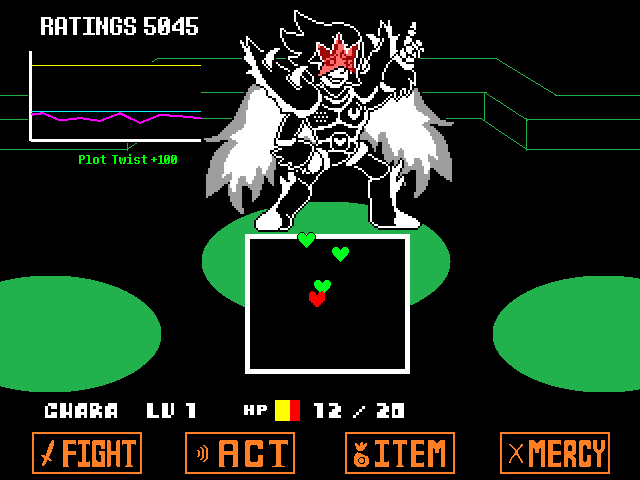 RATINGS 5045
Plot Twist +100
CHARA LV 1 HP 12 / 20
FIGHT ACT ITEM MERCY